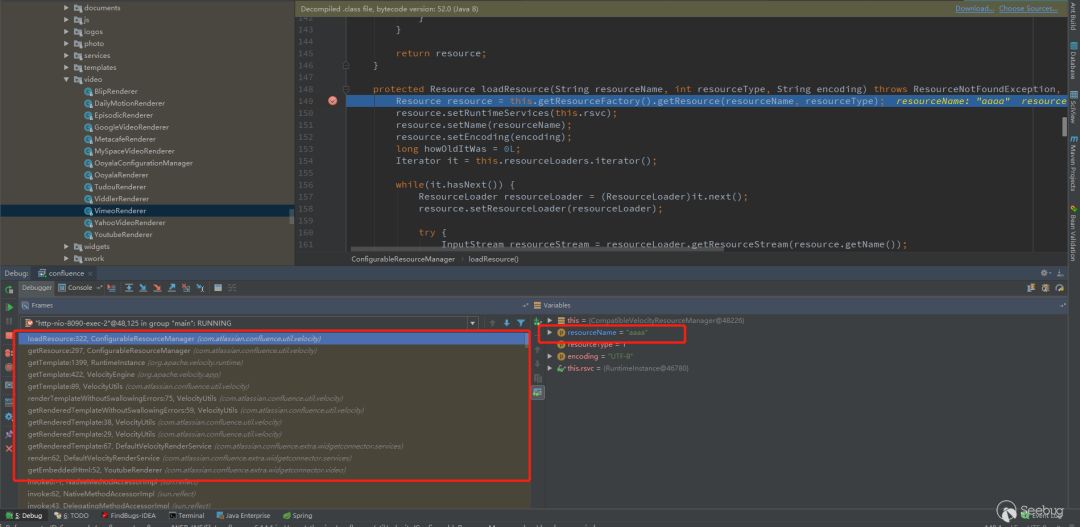 documents
js
logos
photo
services
templates
video
BlipRenderer
DailyMotionRenderer
EpisodicRenderer
GoogleVideoRenderer
MetacafeRenderer
MySpaceVideoRenderer
OoyalaConfigurationManager
OoyalaRenderer
TudouRenderer
ViddlerRenderer
VimeoRenderer
YahooVideoRenderer
YoutubeRenderer
widgets
xwork
Decompiled .class file, bytecode version: 52.0 (Java 8)
Download... Choose Sources...
142 }
143 }
144
145 return resource;
146 }
147
148 protected Resource loadResource(String resourceName, int resourceType, String encoding) throws ResourceNotFoundException,
149 Resource resource = this.getResourceFactory().getResource(resourceName, resourceType); resourceName: "aaaa" resource
150 resource.setRuntimeServices(this.rsvc);
151 resource.setName(resourceName);
152 resource.setEncoding(encoding);
153 long howOldItWas = 0L;
154 Iterator it = this.resourceLoaders.iterator();
155
156 while(it.hasNext()) {
157 ResourceLoader resourceLoader = (ResourceLoader)it.next();
158 resource.setResourceLoader(resourceLoader);
159
160 try {
161 InputStream resourceStream = resourceLoader.getResourceStream(resource.getName());
ConfigurableResourceManager › loadResource()
Ant Build
Database
SciView
Maven Projects
Bean Validation
Debug: confluence
Debugger Console
Frames
"http-nio-8090-exec-2"@48,125 in group "main": RUNNING
loadResource:322, ConfigurableResourceManager (com.atlassian.confluence.util.velocity)
getResource:297, ConfigurableResourceManager (com.atlassian.confluence.util.velocity)
getTemplate:1399, RuntimeInstance (org.apache.velocity.runtime)
getTemplate:422, VelocityEngine (org.apache.velocity.app)
getTemplate:89, VelocityUtils (com.atlassian.confluence.util.velocity)
renderTemplateWithoutSwallowingErrors:75, VelocityUtils (com.atlassian.confluence.util.velocity)
getRenderedTemplateWithoutSwallowingErrors:59, VelocityUtils (com.atlassian.confluence.util.velocity)
getRenderedTemplate:38, VelocityUtils (com.atlassian.confluence.util.velocity)
getRenderedTemplate:29, VelocityUtils (com.atlassian.confluence.util.velocity)
getRenderedTemplate:67, DefaultVelocityRenderService (com.atlassian.confluence.extra.widgetconnector.services)
render:62, DefaultVelocityRenderService (com.atlassian.confluence.extra.widgetconnector.services)
getEmbeddedHtml:52, YoutubeRenderer (com.atlassian.confluence.extra.widgetconnector.video)
invoke0:-1, NativeMethodAccessorImpl (sun.reflect)
invoke:62, NativeMethodAccessorImpl (sun.reflect)
invoke:43, DelegatingMethodAccessorImpl (sun.reflect)
Variables
this = {CompatibleVelocityResourceManager@48226}
resourceName = "aaaa"
resourceType = 1
encoding = "UTF-8"
this.rsvc = {RuntimeInstance@46780}
5: Debug 6: TODO FindBugs-IDEA Terminal Java Enterprise Spring
Event Log
Seebug